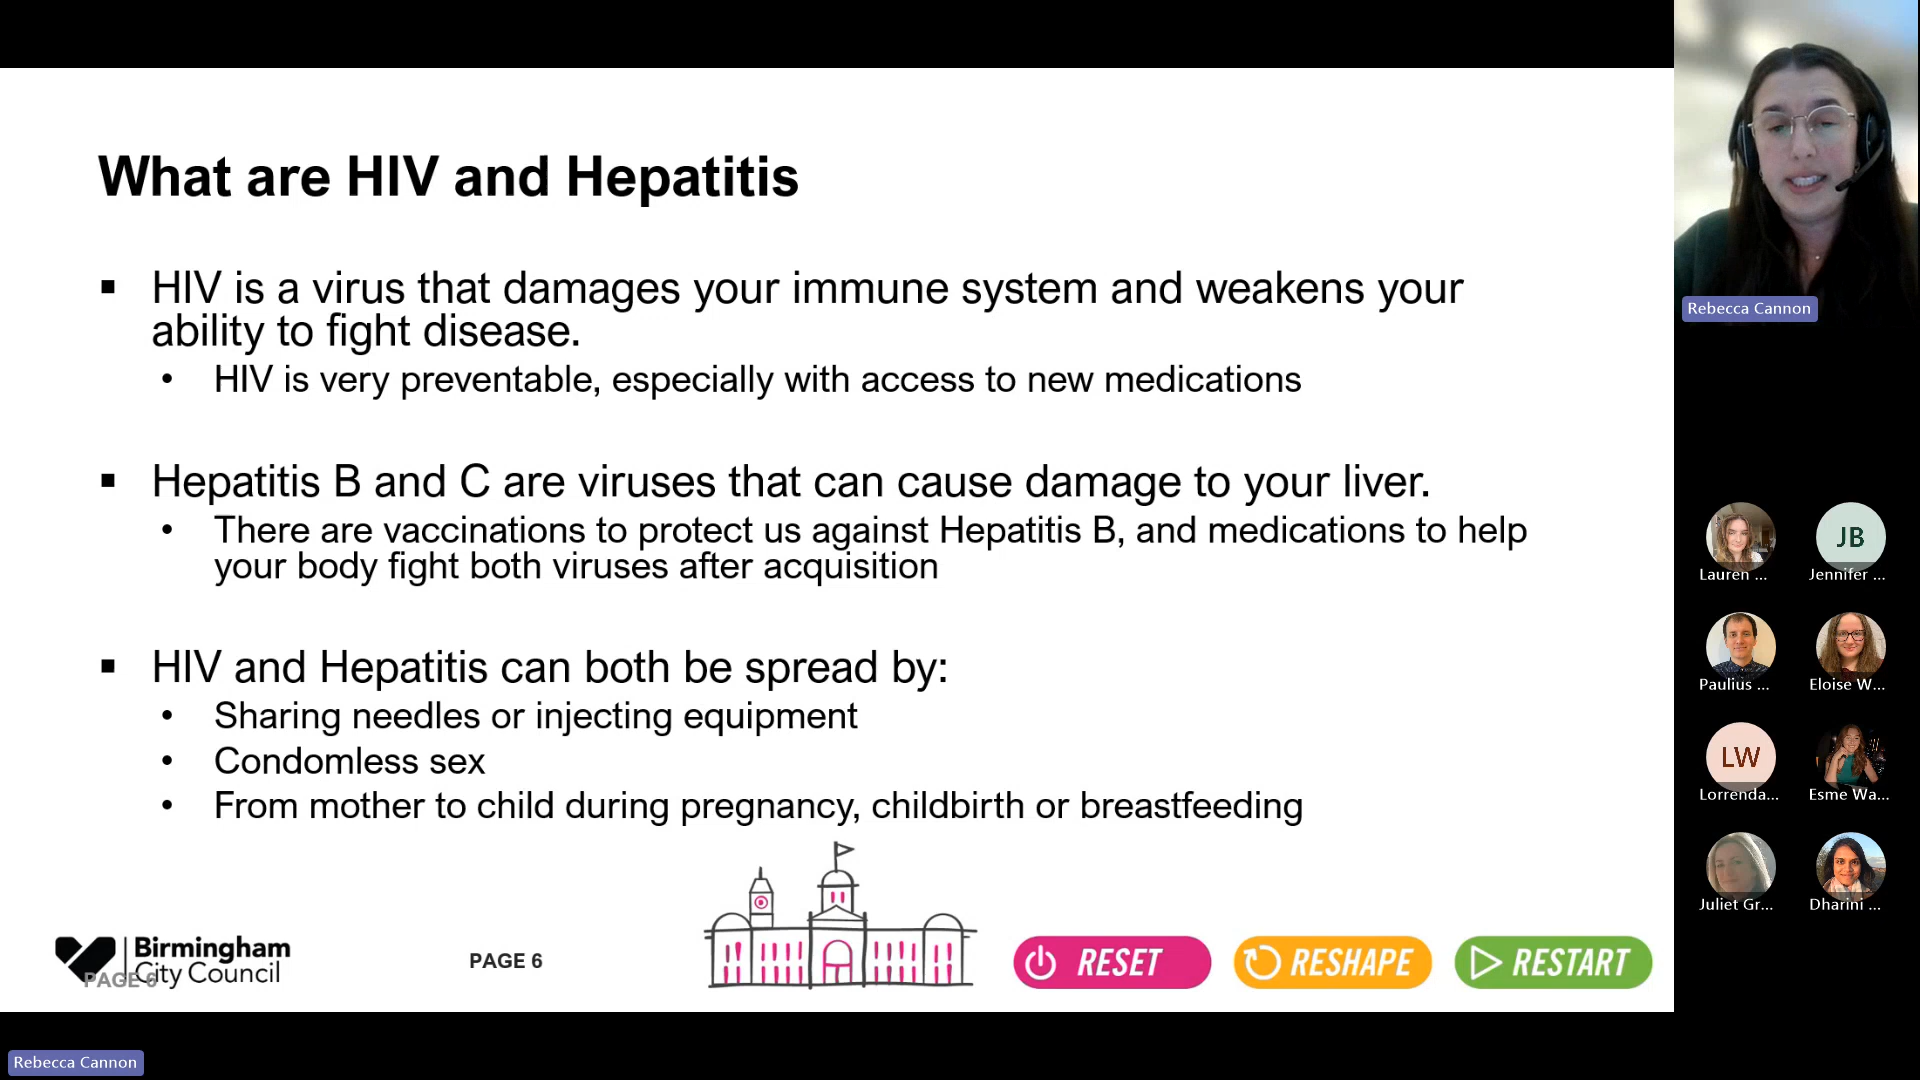 What are HIV and Hepatitis
▪ HIV is a virus that damages your immune system and weakens your
ability to fight disease.
• HIV is very preventable, especially with access to new medications
▪ Hepatitis B and C are viruses that can cause damage to your liver.
• There are vaccinations to protect us against Hepatitis B, and medications to help
your body fight both viruses after acquisition
▪ HIV and Hepatitis can both be spread by:
• Sharing needles or injecting equipment
• Condomless sex
• From mother to child during pregnancy, childbirth or breastfeeding
Birmingham
City Council
PAGE 6
PAGE 6
RESET
RESHAPE
RESTART
Rebecca Cannon
Rebecca Cannon
JB
Lauren ...
Jennifer ...
Paulius ...
Eloise W...
LW
Lorrenda...
Esme Wa...
Juliet Gr...
Dharini ...